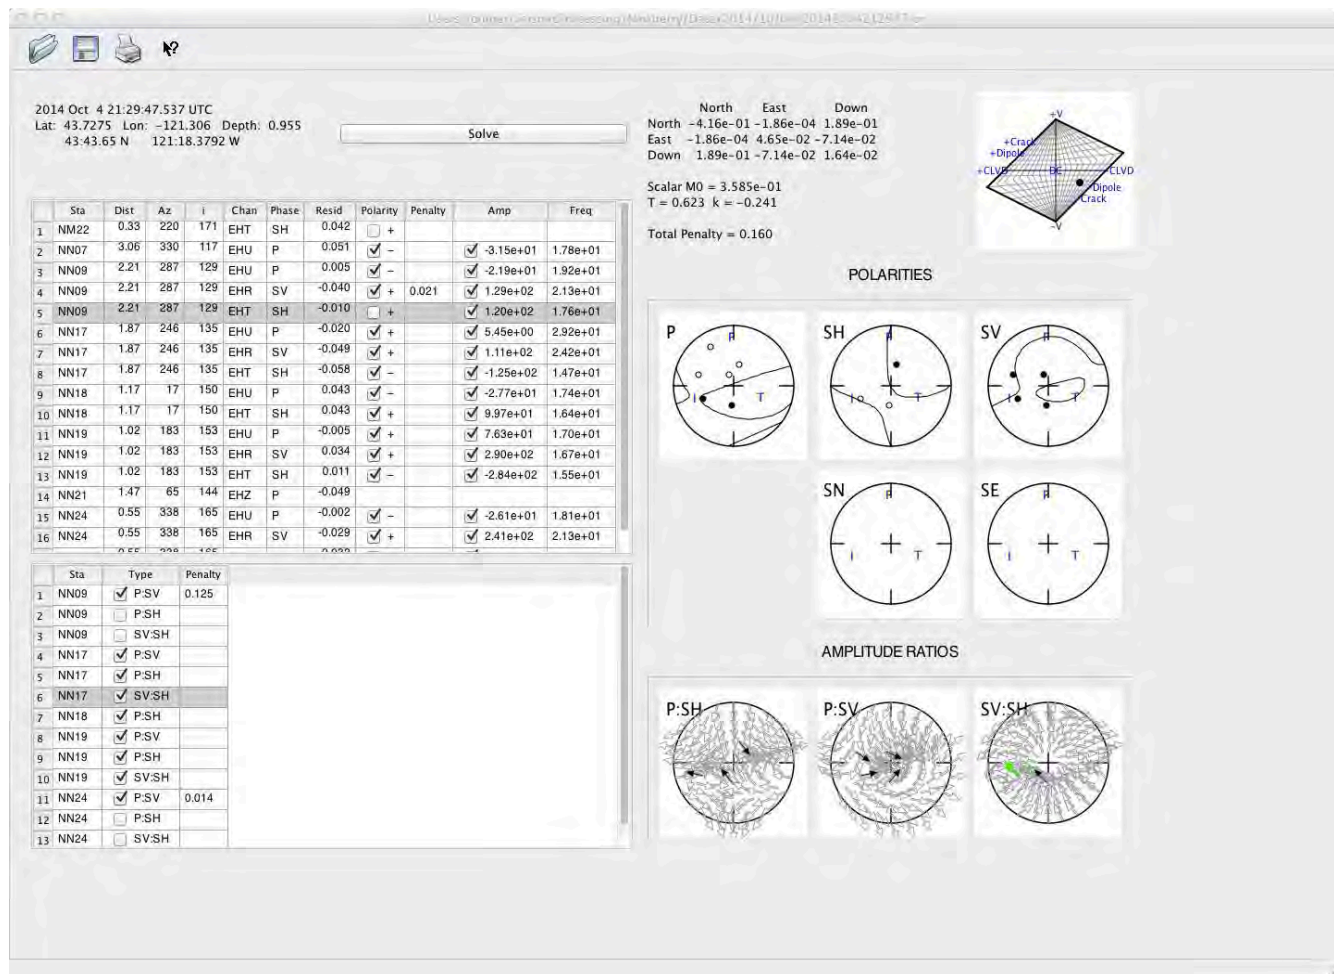 2014 Oct 4 21:29:47.537 UTC
Lat: 43.7275 Lon: -121.306 Depth: 0.955
43:43.65 N 121:18.3792 W
Solve
Sta Dist Az i Chan Phase Resid Polarity Penalty Amp Freq
1 NM22 0.33 220 171 EHT SH 0.042 +
2 NN07 3.06 330 117 EHU P 0.051 − -3.15e+01 1.78e+01
3 NN09 2.21 287 129 EHU P 0.005 − -2.19e+01 1.92e+01
4 NN09 2.21 287 129 EHR SV -0.040 + 0.021 1.29e+02 2.13e+01
5 NN09 2.21 287 129 EHT SH -0.010 + 1.20e+02 1.76e+01
6 NN17 1.87 246 135 EHU P -0.020 + 5.45e+00 2.92e+01
7 NN17 1.87 246 135 EHR SV -0.049 + 1.11e+02 2.42e+01
8 NN17 1.87 246 135 EHT SH -0.058 − -1.25e+02 1.47e+01
9 NN18 1.17 17 150 EHU P 0.043 − -2.77e+01 1.74e+01
10 NN18 1.17 17 150 EHT SH 0.043 + 9.97e+01 1.64e+01
11 NN19 1.02 183 153 EHU P -0.005 + 7.63e+01 1.70e+01
12 NN19 1.02 183 153 EHR SV 0.034 + 2.90e+02 1.67e+01
13 NN19 1.02 183 153 EHT SH 0.011 − -2.84e+02 1.55e+01
14 NN21 1.47 65 144 EHZ P -0.049
15 NN24 0.55 338 165 EHU P -0.002 − -2.61e+01 1.81e+01
16 NN24 0.55 338 165 EHR SV -0.029 + 2.41e+02 2.13e+01
Sta Type Penalty
1 NN09 P:SV 0.125
2 NN09 P:SH
3 NN09 SV:SH
4 NN17 P:SV
5 NN17 P:SH
6 NN17 SV:SH
7 NN18 P:SH
8 NN19 P:SV
9 NN19 P:SH
10 NN19 SV:SH
11 NN24 P:SV 0.014
12 NN24 P:SH
13 NN24 SV:SH
North East Down
North -4.16e-01 -1.86e-04 1.89e-01
East -1.86e-04 4.65e-02 -7.14e-02
Down 1.89e-01 -7.14e-02 1.64e-02
Scalar M0 = 3.585e-01
T = 0.623 k = -0.241
Total Penalty = 0.160
+V
+Crack
+Dipole
+CLVD DC -CLVD
-Dipole
-Crack
-V
POLARITIES
P P I T
SH P I T
SV P I T
SN P I T
SE P I T
AMPLITUDE RATIOS
P:SH
P:SV
SV:SH